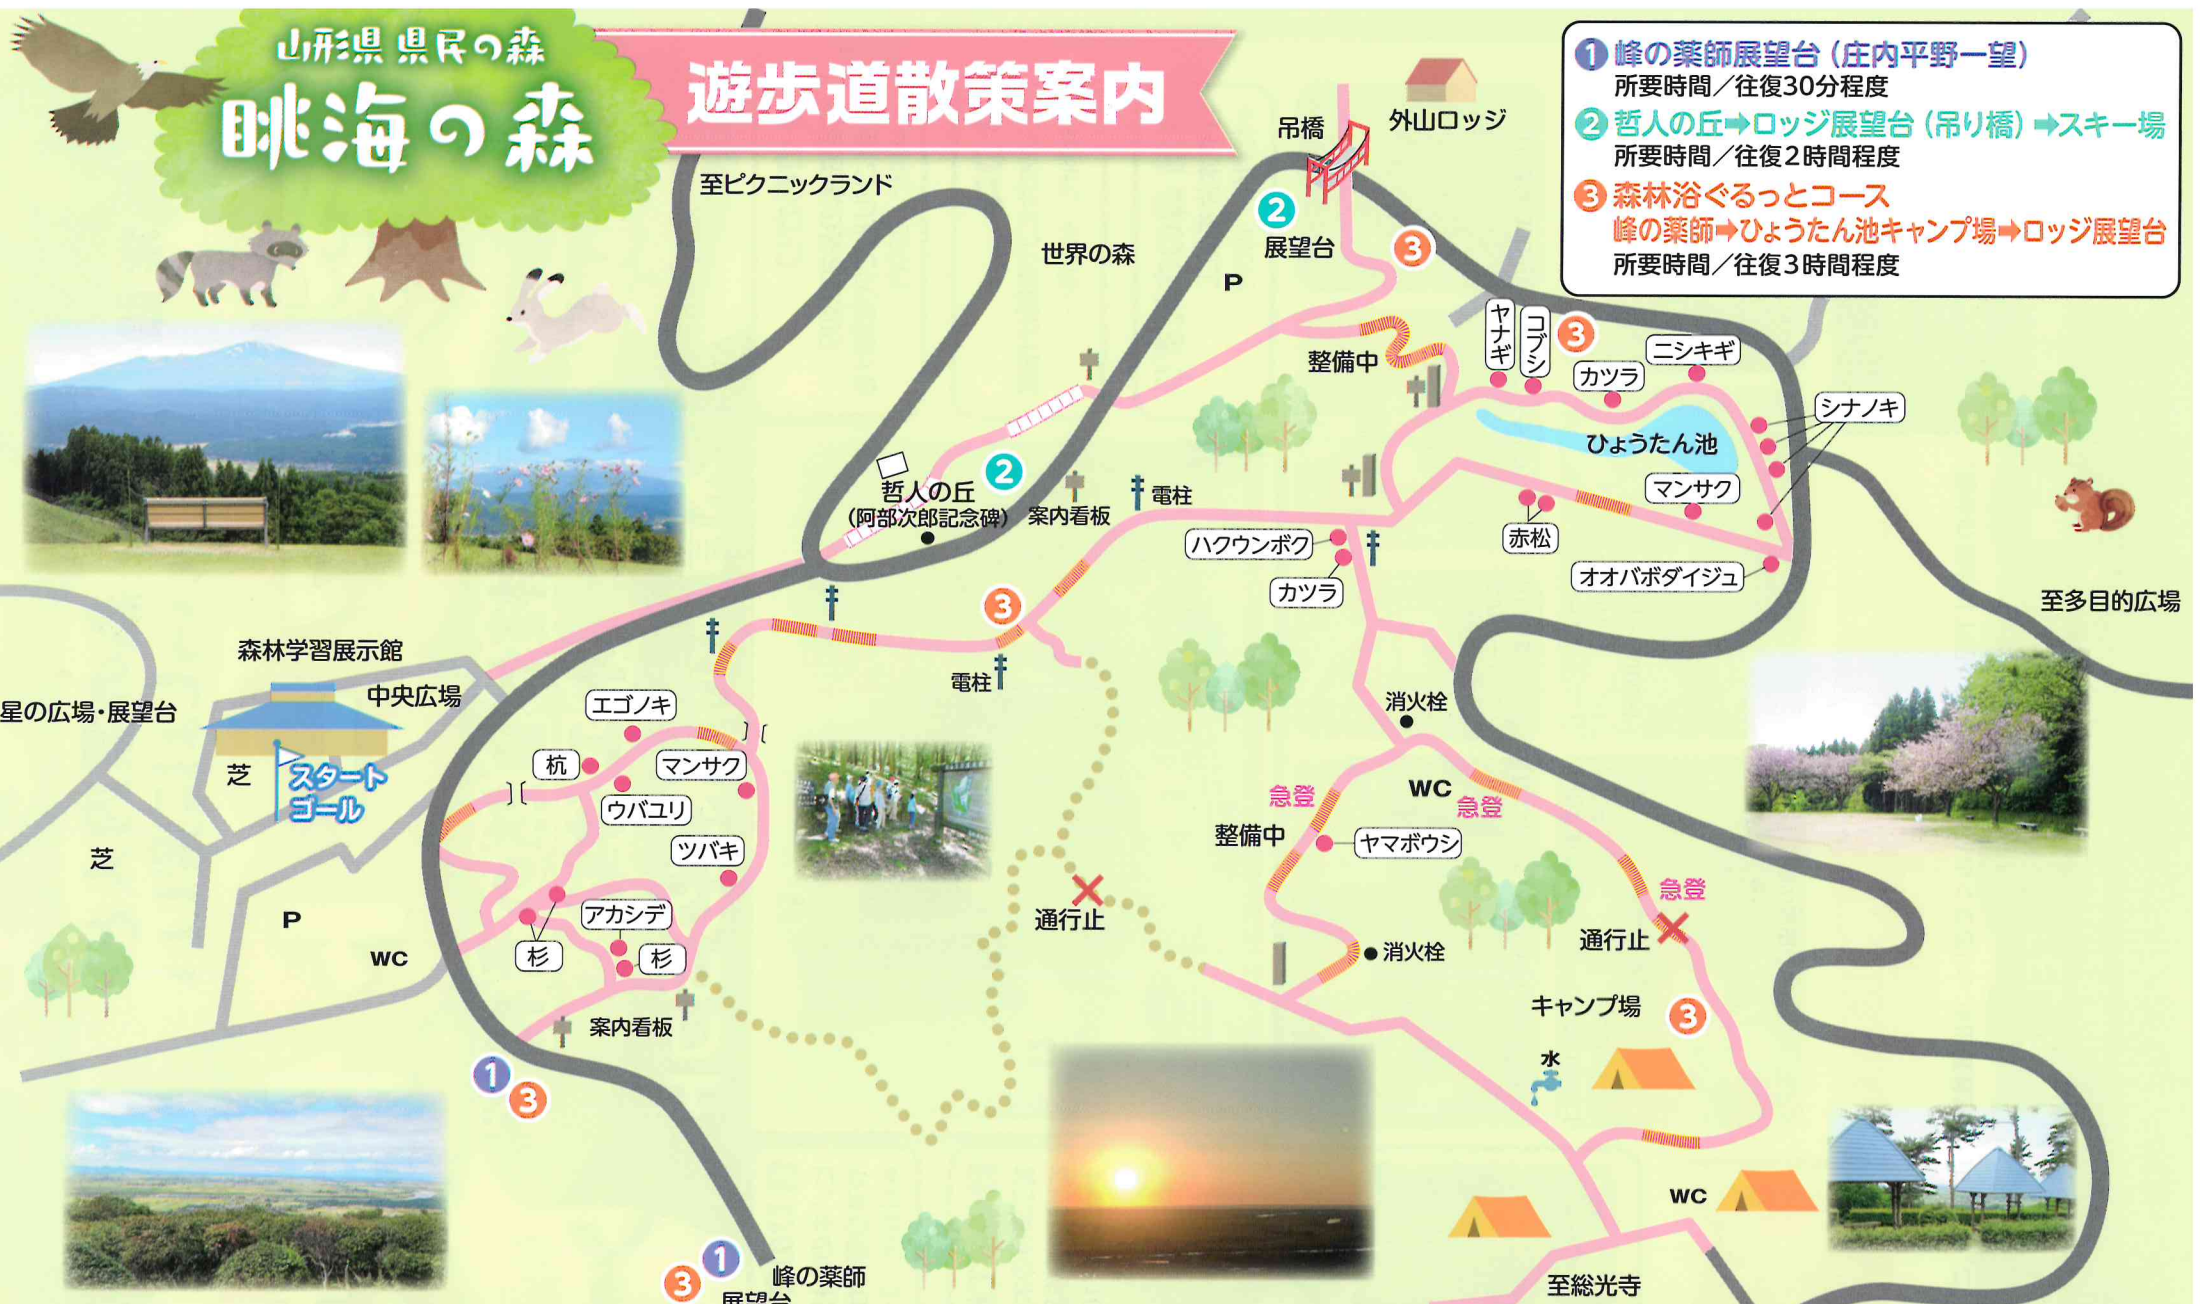 山形県 県民の森
眺海の森
遊歩道散策案内
①峰の薬師展望台（庄内平野一望）
所要時間／往復30分程度
②哲人の丘➡ロッジ展望台（吊り橋）➡スキー場
所要時間／往復2時間程度
③森林浴ぐるっとコース
峰の薬師➡ひょうたん池キャンプ場➡ロッジ展望台
所要時間／往復3時間程度
外山ロッジ
吊橋
至ピクニックランド
2
展望台
3
世界の森
P
ヤナギ
コブシ
3
ニシキギ
整備中
カツラ
シナノキ
ひょうたん池
2
哲人の丘
（阿部次郎記念碑）
案内看板
電柱
マンサク
赤松
ハクウンボク
カツラ
オオバボダイジュ
至多目的広場
3
森林学習展示館
中央広場
電柱
星の広場・展望台
エゴノキ
消火栓
芝
スタート
ゴール
杭
マンサク
ウバユリ
WC
急登
急登
整備中
ヤマボウシ
芝
ツバキ
急登
P
アカシデ
通行止
通行止
WC
杉
杉
消火栓
キャンプ場
3
案内看板
水
1
3
WC
1
3
峰の薬師
展望台
至総光寺